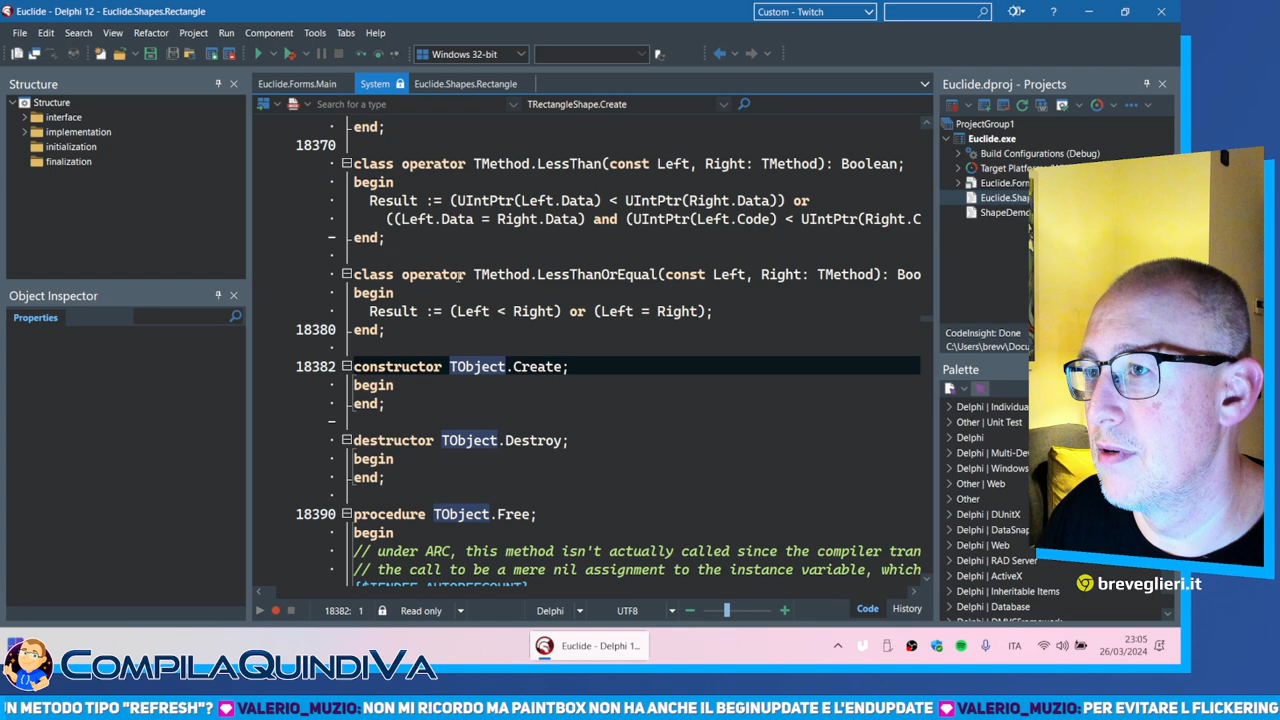 Euclide - Delphi 12 - Euclide.Shapes.Rectangle
Custom - Twitch
File Edit Search View Refactor Project Run Component Tools Tabs Help
Windows 32-bit
Structure
Structure
interface
implementation
initialization
finalization
Object Inspector
Properties
Euclide.Forms.Main System Euclide.Shapes.Rectangle
Search for a type
TRectangleShape.Create
end;
18370
class operator TMethod.LessThan(const Left, Right: TMethod): Boolean;
begin
Result := (UIntPtr(Left.Data) < UIntPtr(Right.Data)) or
((Left.Data = Right.Data) and (UIntPtr(Left.Code) < UIntPtr(Right.C
end;
class operator TMethod.LessThanOrEqual(const Left, Right: TMethod): Boo
begin
Result := (Left < Right) or (Left = Right);
18380 end;
18382 constructor TObject.Create;
begin
end;
destructor TObject.Destroy;
begin
end;
18390 procedure TObject.Free;
begin
// under ARC, this method isn't actually called since the compiler tran
// the call to be a mere nil assignment to the instance variable, which
18382: 1 Read only Delphi UTF8 Code History
Euclide.dproj - Projects
ProjectGroup1
Euclide.exe
Build Configurations (Debug)
Target Platform
Euclide.Forn
Euclide.Sha
ShapeDemo
CodeInsight: Done
C:\Users\brevv\Docu
Palette
Delphi | Individua
Other | Unit Test
Delphi
Delphi | Multi-Dev
Delphi | Windows
Other | Web
Other
Delphi | DUnitX
Delphi | DataSnap
Delphi | Web
Delphi | RAD Server
Delphi | ActiveX
Delphi | Inheritable Items
Delphi | Database
breveglieri.it
Euclide - Delphi 1...
ITA
23:05
26/03/2024
COMPILAQUINDIVA
UN METODO TIPO "REFRESH"? VALERIO_MUZIO: NON MI RICORDO MA PAINTBOX NON HA ANCHE IL BEGINUPDATE E L'ENDUPDATE VALERIO_MUZIO: PER EVITARE L FLICKERING